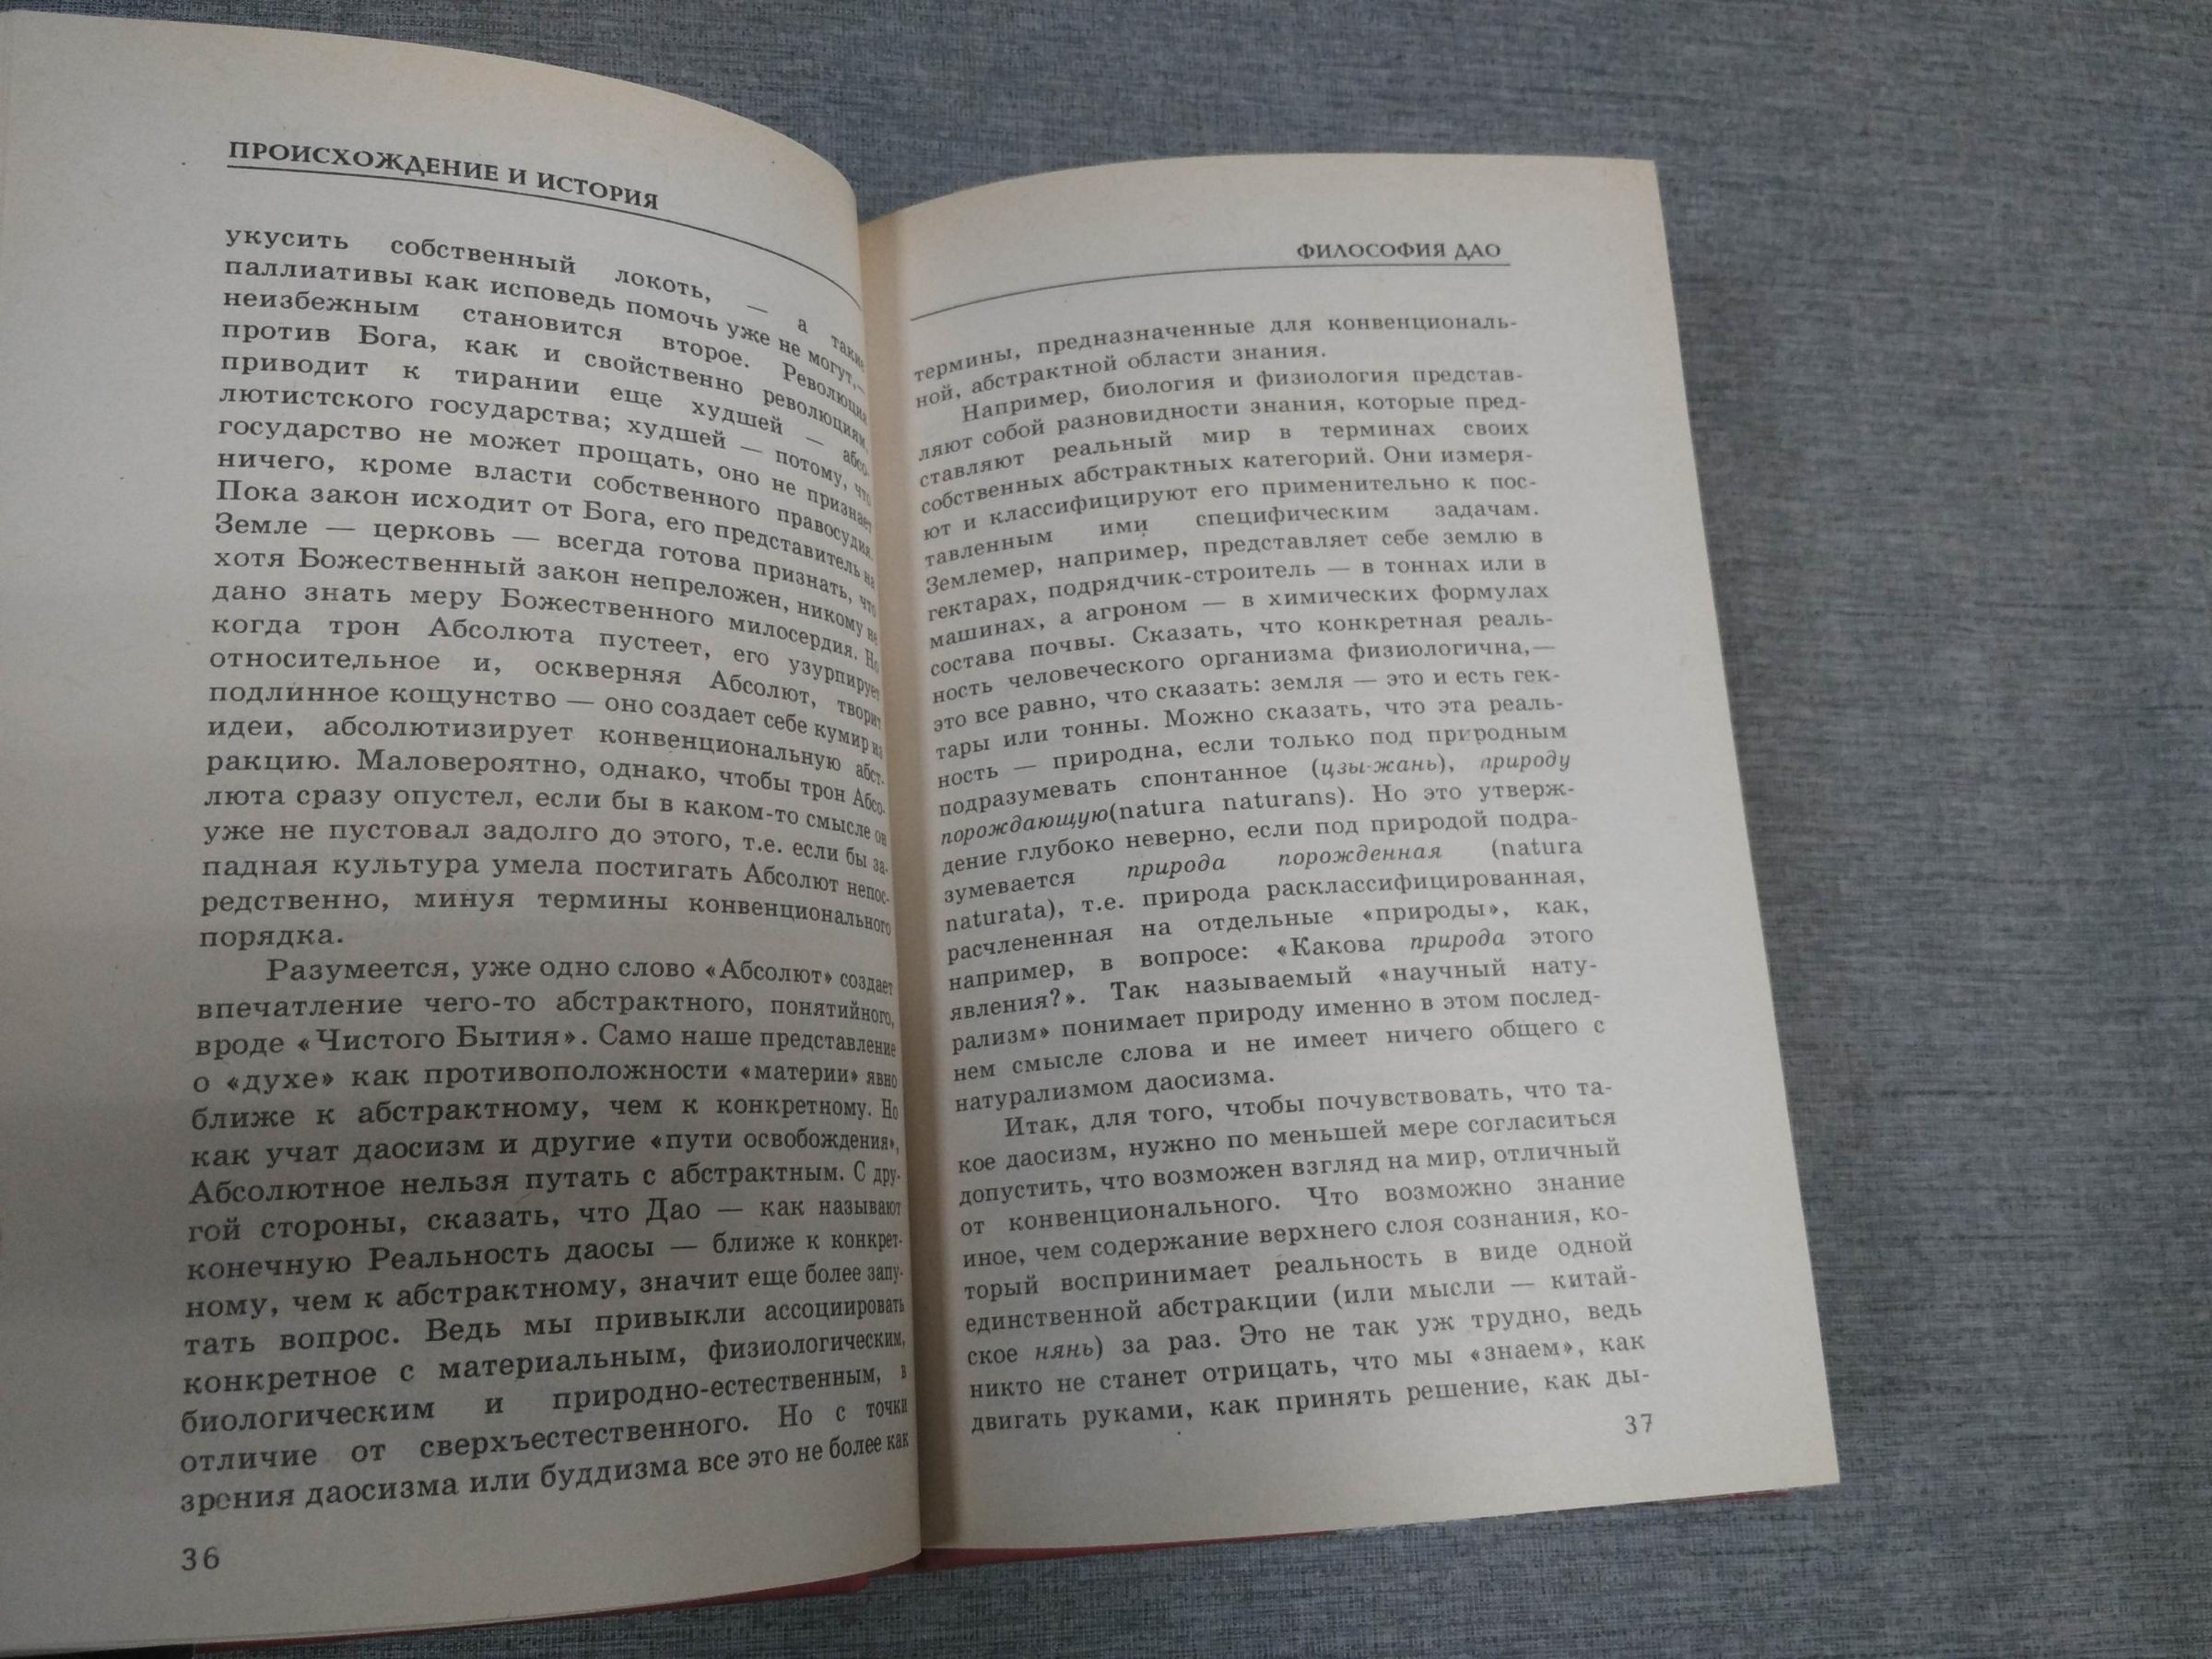 ПРОИСХОЖДЕНИЕ И ИСТОРИЯ
укусить собственный локоть, — а такие
паллиативы как исповедь помочь уже не могут,—
неизбежным становится второе. Революция
против Бога, как и свойственно революциям,
приводит к тирании еще худшей — абсо-
лютистского государства; худшей — потому, что
государство не может прощать, оно не признает
ничего, кроме власти собственного правосудия.
Пока закон исходит от Бога, его представитель на
Земле — церковь — всегда готова признать, что
хотя Божественный закон непреложен, никому не
дано знать меру Божественного милосердия. Но
когда трон Абсолюта пустеет, его узурпирует
относительное и, оскверняя Абсолют, творит
подлинное кощунство — оно создает себе кумир из
идеи, абсолютизирует конвенциональную абст-
ракцию. Маловероятно, однако, чтобы трон Абсо-
люта сразу опустел, если бы в каком-то смысле он
уже не пустовал задолго до этого, т.е. если бы за-
падная культура умела постигать Абсолют непос-
редственно, минуя термины конвенционального
порядка.
Разумеется, уже одно слово «Абсолют» создает
впечатление чего-то абстрактного, понятийного,
вроде «Чистого Бытия». Само наше представление
о «духе» как противоположности «материи» явно
ближе к абстрактному, чем к конкретному. Но
как учат даосизм и другие «пути освобождения»,
Абсолютное нельзя путать с абстрактным. С дру-
гой стороны, сказать, что Дао — как называют
конечную Реальность даосы — ближе к конкрет-
ному, чем к абстрактному, значит еще более запу-
тать вопрос. Ведь мы привыкли ассоциировать
конкретное с материальным, физиологическим,
биологическим и природно-естественным, в
отличие от сверхъестественного. Но с точки
зрения даосизма или буддизма все это не более как
36
ФИЛОСОФИЯ ДАО
термины, предназначенные для конвенциональ-
ной, абстрактной области знания.
Например, биология и физиология представ-
ляют собой разновидности знания, которые пред-
ставляют реальный мир в терминах своих
собственных абстрактных категорий. Они измеря-
ют и классифицируют его применительно к пос-
тавленным ими специфическим задачам.
Землемер, например, представляет себе землю в
гектарах, подрядчик-строитель — в тоннах или в
машинах, а агроном — в химических формулах
состава почвы. Сказать, что конкретная реаль-
ность человеческого организма физиологична,—
это все равно, что сказать: земля — это и есть гек-
тары или тонны. Можно сказать, что эта реаль-
ность — природна, если только под природным
подразумевать спонтанное (цзы-жань), природу
порождающую(natura naturans). Но это утверж-
дение глубоко неверно, если под природой подра-
зумевается природа порожденная (natura
naturata), т.е. природа расклассифицированная,
расчлененная на отдельные «природы», как,
например, в вопросе: «Какова природа этого
явления?». Так называемый «научный нату-
рализм» понимает природу именно в этом послед-
нем смысле слова и не имеет ничего общего с
натурализмом даосизма.
Итак, для того, чтобы почувствовать, что та-
кое даосизм, нужно по меньшей мере согласиться
допустить, что возможен взгляд на мир, отличный
от конвенционального. Что возможно знание
иное, чем содержание верхнего слоя сознания, ко-
торый воспринимает реальность в виде одной
единственной абстракции (или мысли — китай-
ское нянь) за раз. Это не так уж трудно, ведь
никто не станет отрицать, что мы «знаем», как
двигать руками, как принять решение, как ды-
37